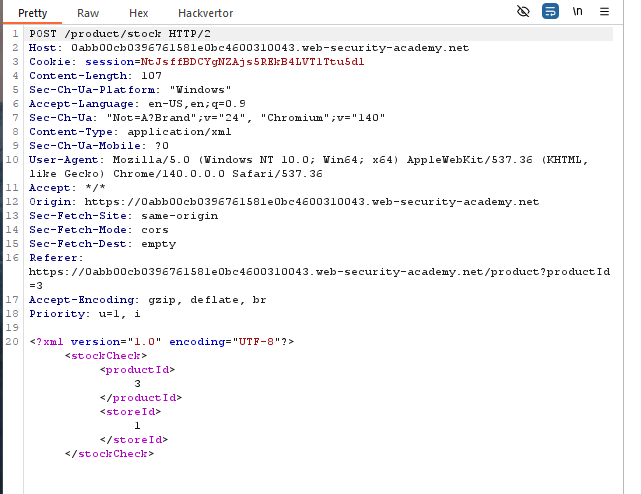 Pretty Raw Hex Hackvertor \n
1 POST /product/stock HTTP/2
2 Host: 0abb00cb0396761581e0bc4600310043.web-security-academy.net
3 Cookie: session=NtJsffBDCYgNZAjs5REkB4LVT1Ttu5dl
4 Content-Length: 107
5 Sec-Ch-Ua-Platform: "Windows"
6 Accept-Language: en-US,en;q=0.9
7 Sec-Ch-Ua: "Not=A?Brand";v="24", "Chromium";v="140"
8 Content-Type: application/xml
9 Sec-Ch-Ua-Mobile: ?0
10 User-Agent: Mozilla/5.0 (Windows NT 10.0; Win64; x64) AppleWebKit/537.36 (KHTML,
like Gecko) Chrome/140.0.0.0 Safari/537.36
11 Accept: */*
12 Origin: https://0abb00cb0396761581e0bc4600310043.web-security-academy.net
13 Sec-Fetch-Site: same-origin
14 Sec-Fetch-Mode: cors
15 Sec-Fetch-Dest: empty
16 Referer:
https://0abb00cb0396761581e0bc4600310043.web-security-academy.net/product?productId
=3
17 Accept-Encoding: gzip, deflate, br
18 Priority: u=1, i
19
20 <?xml version="1.0" encoding="UTF-8"?>
<stockCheck>
<productId>
3
</productId>
<storeId>
1
</storeId>
</stockCheck>